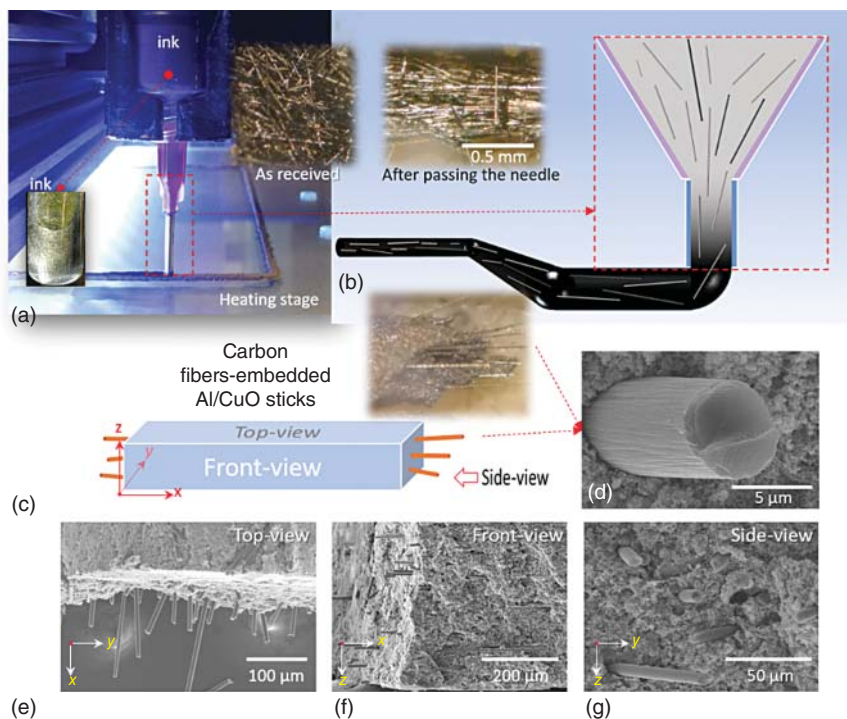 ink
ink
As received
0.5 mm
After passing the needle
Heating stage
(a)
(b)
Carbon
fibers-embedded
Al/CuO sticks
z
y
x
Top-view
Front-view
Side-view
(c)
(d)
5 µm
Top-view
y
x
100 µm
(e)
Front-view
x
z
200 µm
(f)
Side-view
y
z
50 µm
(g)